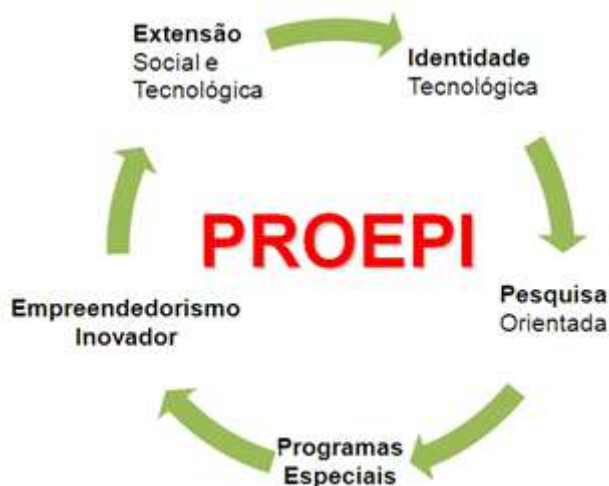 Extensão
Social e
Tecnológica
Identidade
Tecnológica
PROEPI
Pesquisa
Orientada
Programas
Especiais
Empreendedorismo
Inovador